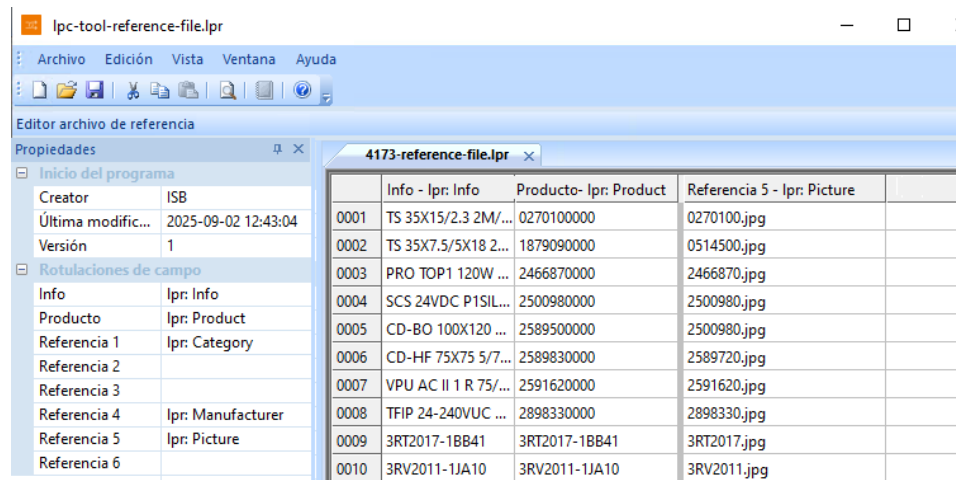 lpc-tool-reference-file.lpr
Archivo Edición Vista Ventana Ayuda
Editor archivo de referencia
Propiedades
4173-reference-file.lpr
Inicio del programa
Creator ISB
Última modific... 2025-09-02 12:43:04
Versión 1
Rotulaciones de campo
Info lpr: Info
Producto lpr: Product
Referencia 1 lpr: Category
Referencia 2
Referencia 3
Referencia 4 lpr: Manufacturer
Referencia 5 lpr: Picture
Referencia 6
Info - lpr: Info Producto- lpr: Product Referencia 5 - lpr: Picture
0001 TS 35X15/2.3 2M/... 0270100000 0270100.jpg
0002 TS 35X7.5/5X18 2... 1879090000 0514500.jpg
0003 PRO TOP1 120W ... 2466870000 2466870.jpg
0004 SCS 24VDC P1SIL... 2500980000 2500980.jpg
0005 CD-BO 100X120 ... 2589500000 2500980.jpg
0006 CD-HF 75X75 5/7... 2589830000 2589720.jpg
0007 VPU AC II 1 R 75/... 2591620000 2591620.jpg
0008 TFIP 24-240VUC ... 2898330000 2898330.jpg
0009 3RT2017-1BB41 3RT2017-1BB41 3RT2017.jpg
0010 3RV2011-1JA10 3RV2011-1JA10 3RV2011.jpg